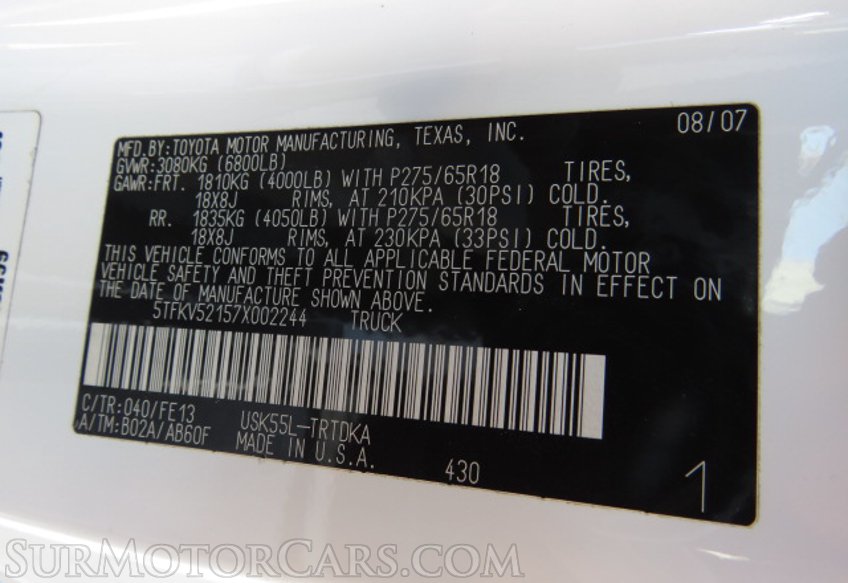 08/07
MFD.BY:TOYOTA MOTOR MANUFACTURING, TEXAS, INC.
GVWR:3080KG (6800LB)
GAWR:FRT. 1810KG (4000LB) WITH P275/65R18 TIRES,
18X8J RIMS, AT 210KPA (30PSI) COLD.
RR. 1835KG (4050LB) WITH P275/65R18 TIRES,
18X8J RIMS, AT 230KPA (33PSI) COLD.
THIS VEHICLE CONFORMS TO ALL APPLICABLE FEDERAL MOTOR
VEHICLE SAFETY AND THEFT PREVENTION STANDARDS IN EFFECT ON
THE DATE OF MANUFACTURE SHOWN ABOVE.
5TFKV52157X002244 TRUCK
C/TR:040/FE13 USK55L-TRTDKA
A/TM:B02A/AB60F MADE IN U.S.A.
430 1
SURMOTORCARS.COM